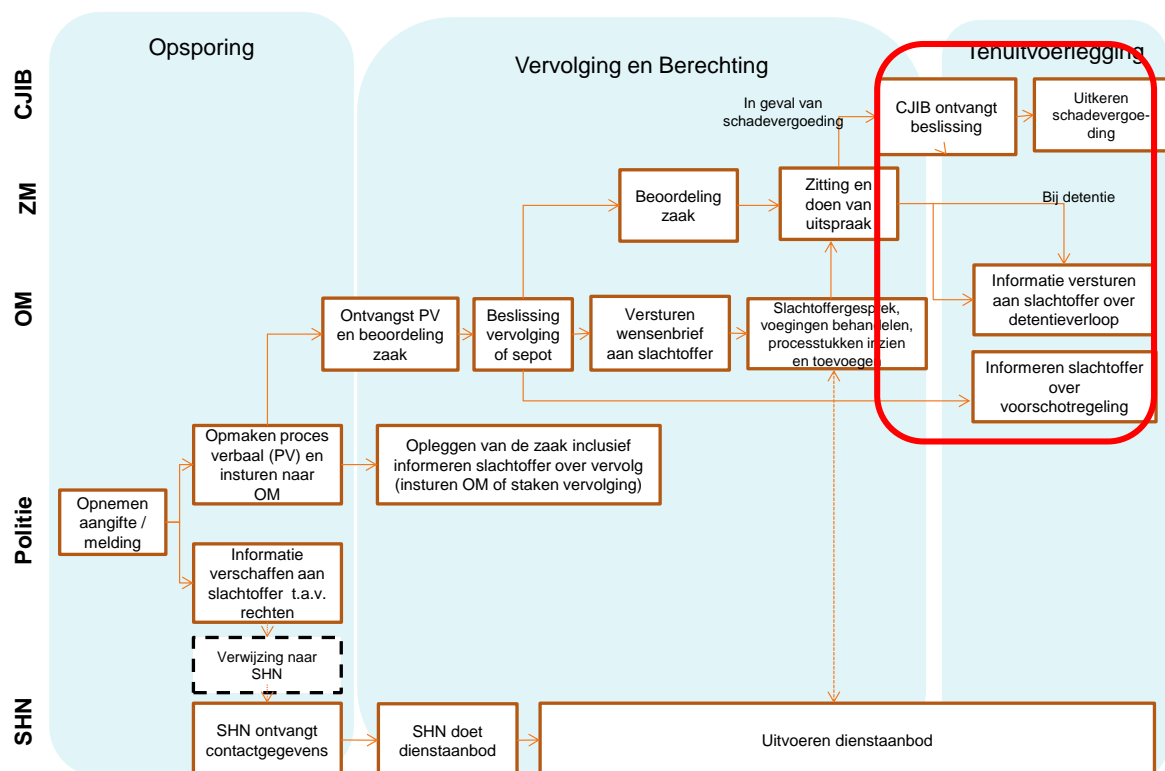 Opsporing
Vervolging en Berechting
Tenuitvoerlegging
CJIB
In geval van
schadevergoeding
CJIB ontvangt
beslissing
Uitkeren
schadevergoe-
ding
ZM
Beoordeling
zaak
Zitting en
doen van
uitspraak
Bij detentie
OM
Ontvangst PV
en beoordeling
zaak
Beslissing
vervolging
of sepot
Versturen
wensenbrief
aan slachtoffer
Slachtoffergesprek,
voegingen behandelen,
processtukken inzien
en toevoegen
Informatie versturen
aan slachtoffer over
detentieverloop
Informeren slachtoffer
over
voorschotregeling
Politie
Opnemen
aangifte /
melding
Opmaken proces
verbaal (PV) en
insturen naar
OM
Opleggen van de zaak inclusief
informeren slachtoffer over vervolg
(insturen OM of staken vervolging)
Informatie
verschaffen aan
slachtoffer t.a.v.
rechten
Verwijzing naar
SHN
SHN
SHN ontvangt
contactgegevens
SHN doet
dienstaanbod
Uitvoeren dienstaanbod